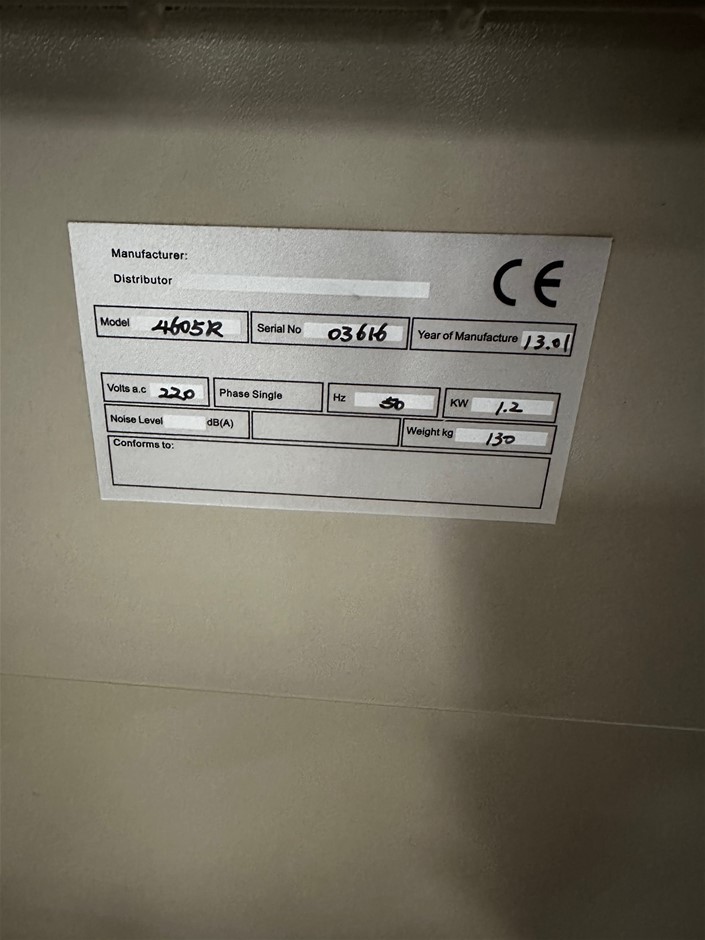 Manufacturer:
Distributor
CE
Model 4605R Serial No 03616 Year of Manufacture 13.01
Volts a.c 220 Phase Single Hz 50 KW 1.2
Noise Level dB(A) Weight kg 130
Conforms to: